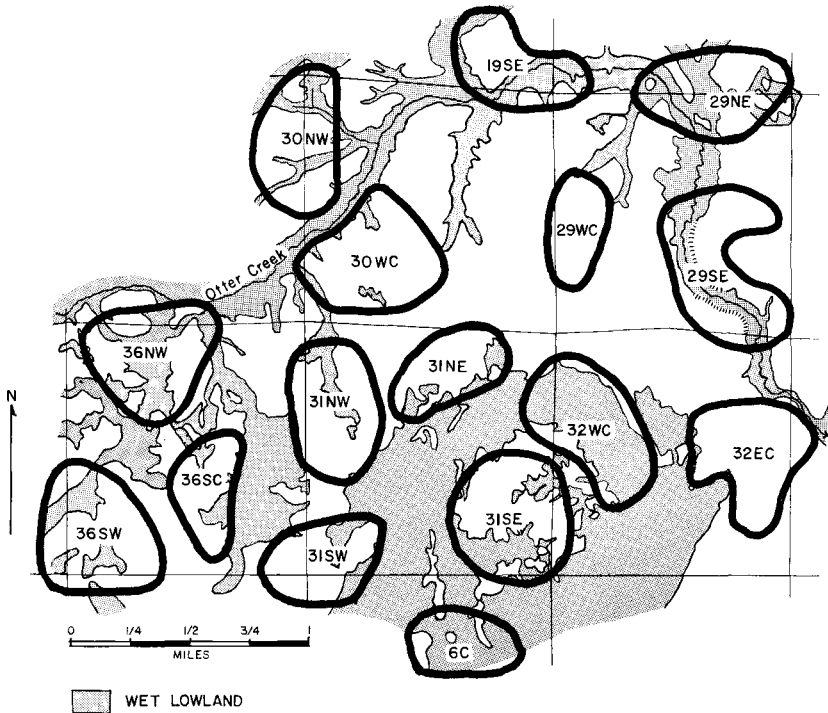 19SE
29NE
30NW
29WC
30WC
29SE
Otter Creek
36NW
31NE
31NW
32WC
32EC
36SC
31SE
36SW
31SW
6C
N
0 1/4 1/2 3/4 1
MILES
WET LOWLAND